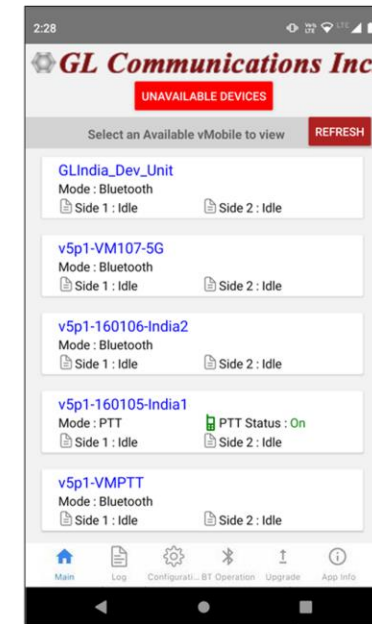 2:28
VoLTE LTE
GL Communications Inc
UNAVAILABLE DEVICES
Select an Available vMobile to view REFRESH
GLIndia_Dev_Unit
Mode : Bluetooth
Side 1 : Idle Side 2 : Idle
v5p1-VM107-5G
Mode : Bluetooth
Side 1 : Idle Side 2 : Idle
v5p1-160106-India2
Mode : Bluetooth
Side 1 : Idle Side 2 : Idle
v5p1-160105-India1
Mode : PTT PTT Status : On
Side 1 : Idle Side 2 : Idle
v5p1-VMPTT
Mode : Bluetooth
Side 1 : Idle Side 2 : Idle
Main Log Configurati... BT Operation Upgrade App Info